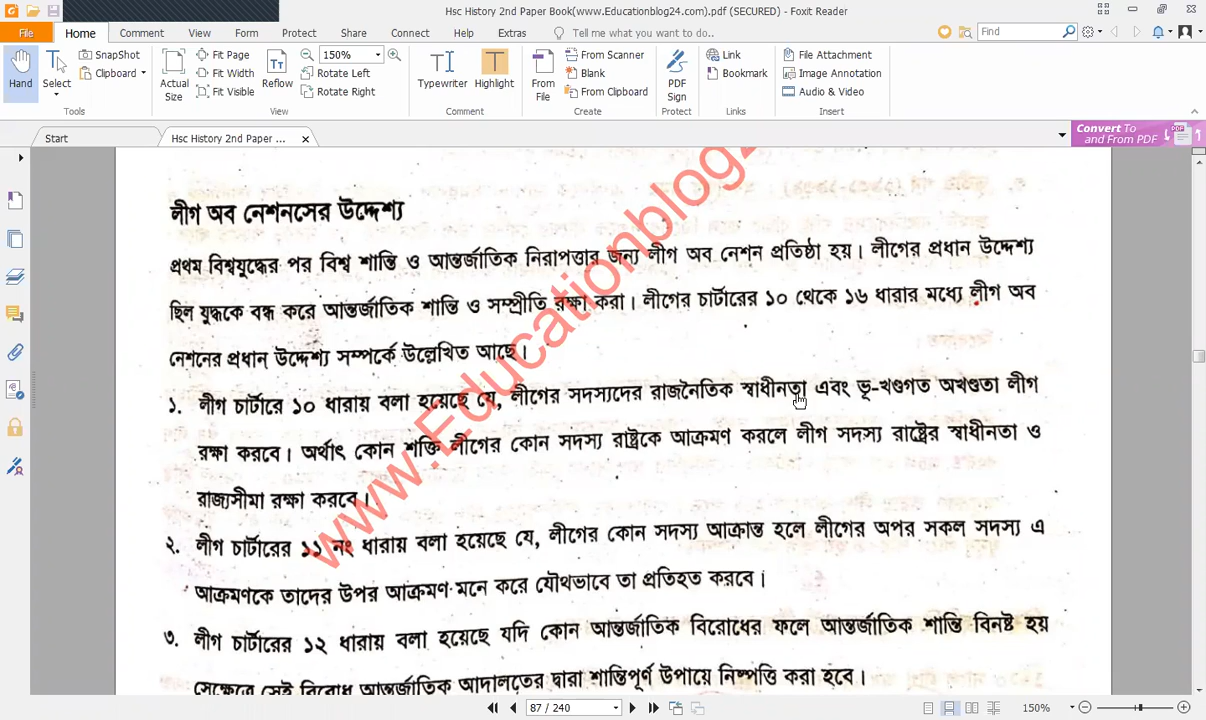 Hsc History 2nd Paper Book(www.Educationblog24.com).pdf (SECURED) - Foxit Reader
File Home Comment View Form Protect Share Connect Help Extras Tell me what you want to do.. Find
Hand Select SnapShot Clipboard Actual Size Fit Page Fit Width Fit Visible Reflow 150% Rotate Left Rotate Right Typewriter Highlight From File From Scanner Blank From Clipboard PDF Sign Link Bookmark File Attachment Image Annotation Audio & Video
Tools View Comment Create Protect Links Insert
Start Hsc History 2nd Paper ... Convert To and From PDF
লীগ অব নেশনসের উদ্দেশ্য
প্রথম বিশ্বযুদ্ধের পর বিশ্ব শান্তি ও আন্তর্জাতিক নিরাপত্তার জন্য লীগ অব নেশন প্রতিষ্ঠা হয়। লীগের প্রধান উদ্দেশ্য
ছিল যুদ্ধকে বন্ধ করে আন্তর্জাতিক শান্তি ও সম্প্রীতি রক্ষা করা। লীগের চার্টারের ১০ থেকে ১৬ ধারার মধ্যে লীগ অব
নেশনের প্রধান উদ্দেশ্য সম্পর্কে উল্লেখিত আছে।
১. লীগ চার্টারে ১০ ধারায় বলা হয়েছে যে, লীগের সদস্যদের রাজনৈতিক স্বাধীনতা এবং ভূ-খণ্ডগত অখণ্ডতা লীগ
রক্ষা করবে। অর্থাৎ কোন শক্তি লীগের কোন সদস্য রাষ্ট্রকে আক্রমণ করলে লীগ সদস্য রাষ্ট্রের স্বাধীনতা ও
রাজ্যসীমা রক্ষা করবে।
২. লীগ চার্টারের ১১ নং ধারায় বলা হয়েছে যে, লীগের কোন সদস্য আক্রান্ত হলে লীগের অপর সকল সদস্য এ
আক্রমণকে তাদের উপর আক্রমণ মনে করে যৌথভাবে তা প্রতিহত করবে।
৩. লীগ চার্টারের ১২ ধারায় বলা হয়েছে যদি কোন আন্তর্জাতিক বিরোধের ফলে আন্তর্জাতিক শান্তি বিনষ্ট হয়
সেক্ষেত্রে সেই বিরোধ আন্তর্জাতিক আদালতের দ্বারা শান্তিপূর্ণ উপায়ে নিষ্পত্তি করা হবে।
www.Educationblog2
87 / 240 150%